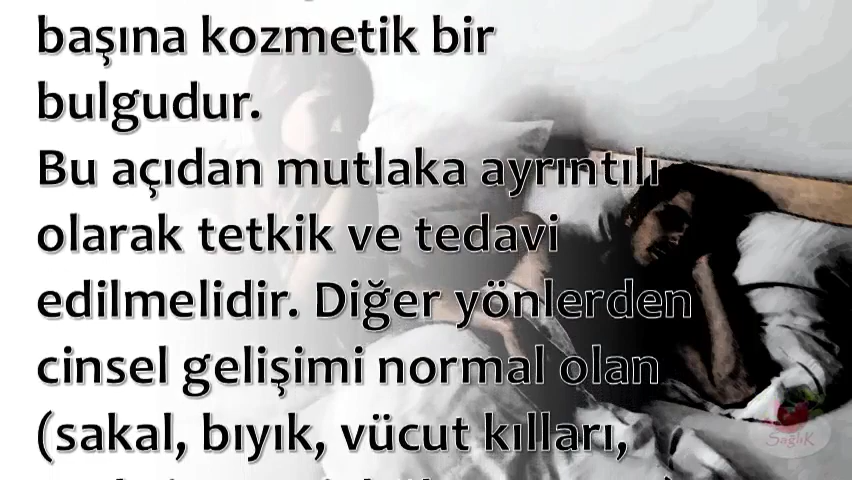 başına kozmetik bir
bulgudur.
Bu açıdan mutlaka ayrıntılı
olarak tetkik ve tedavi
edilmelidir. Diğer yönlerden
cinsel gelişimi normal olan
(sakal, bıyık, vücut kılları,
Sağlık